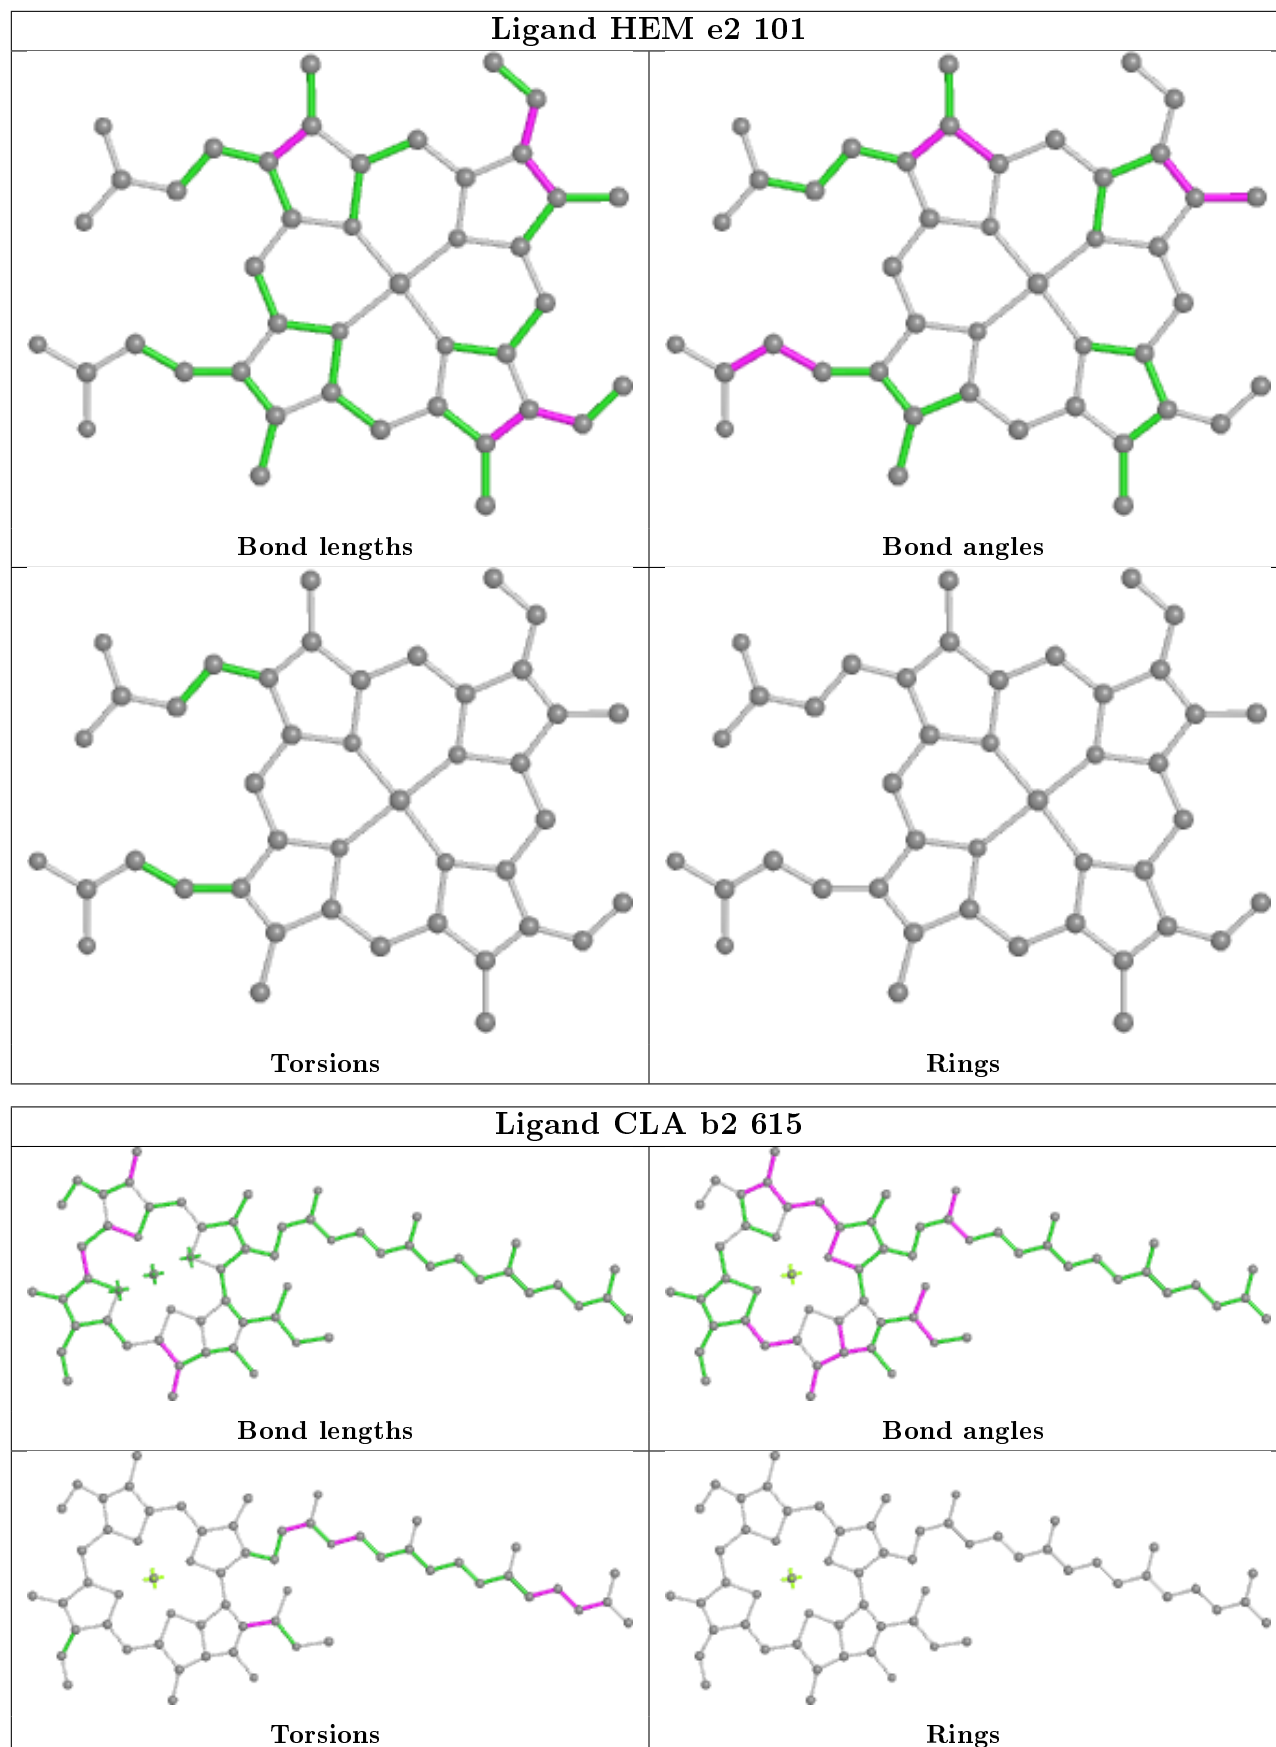 Ligand HEM e2 101
Bond lengths
Bond angles
Torsions
Rings
Ligand CLA b2 615
Bond lengths
Bond angles
Torsions
Rings